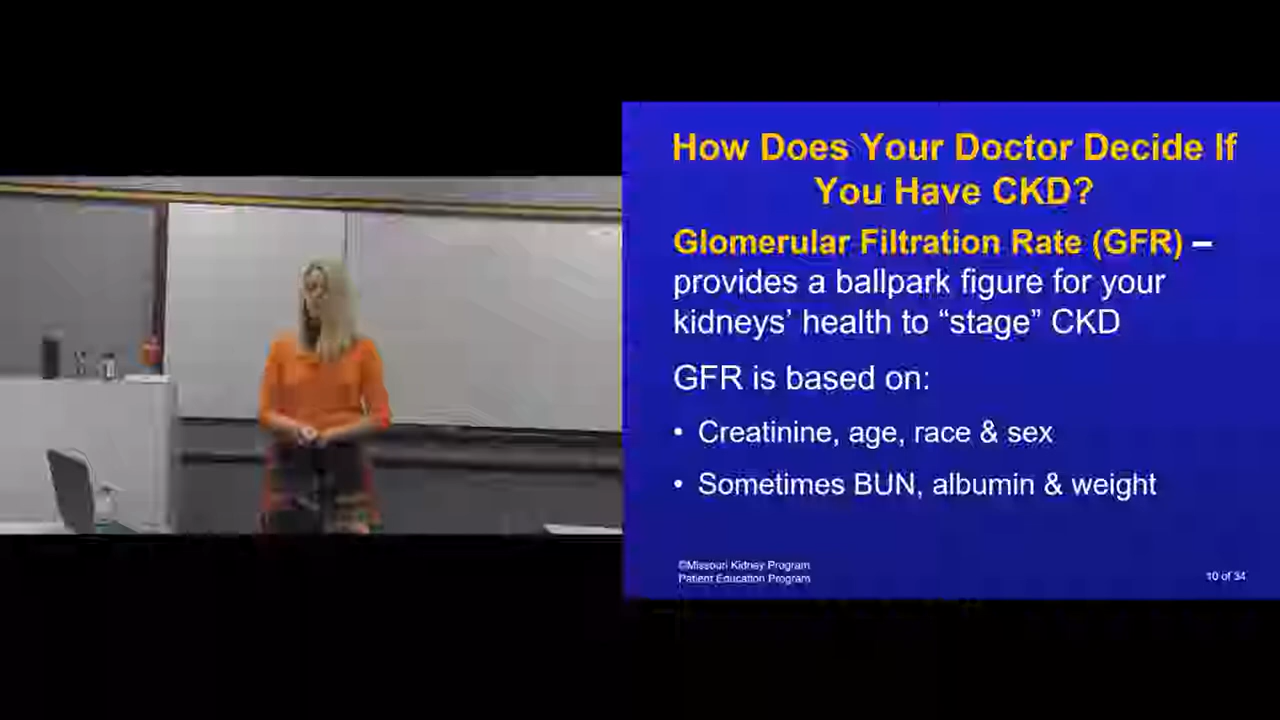 How Does Your Doctor Decide If
You Have CKD?
Glomerular Filtration Rate (GFR) –
provides a ballpark figure for your
kidneys’ health to “stage” CKD
GFR is based on:
• Creatinine, age, race & sex
• Sometimes BUN, albumin & weight
©Missouri Kidney Program
Patient Education Program
10 of 34